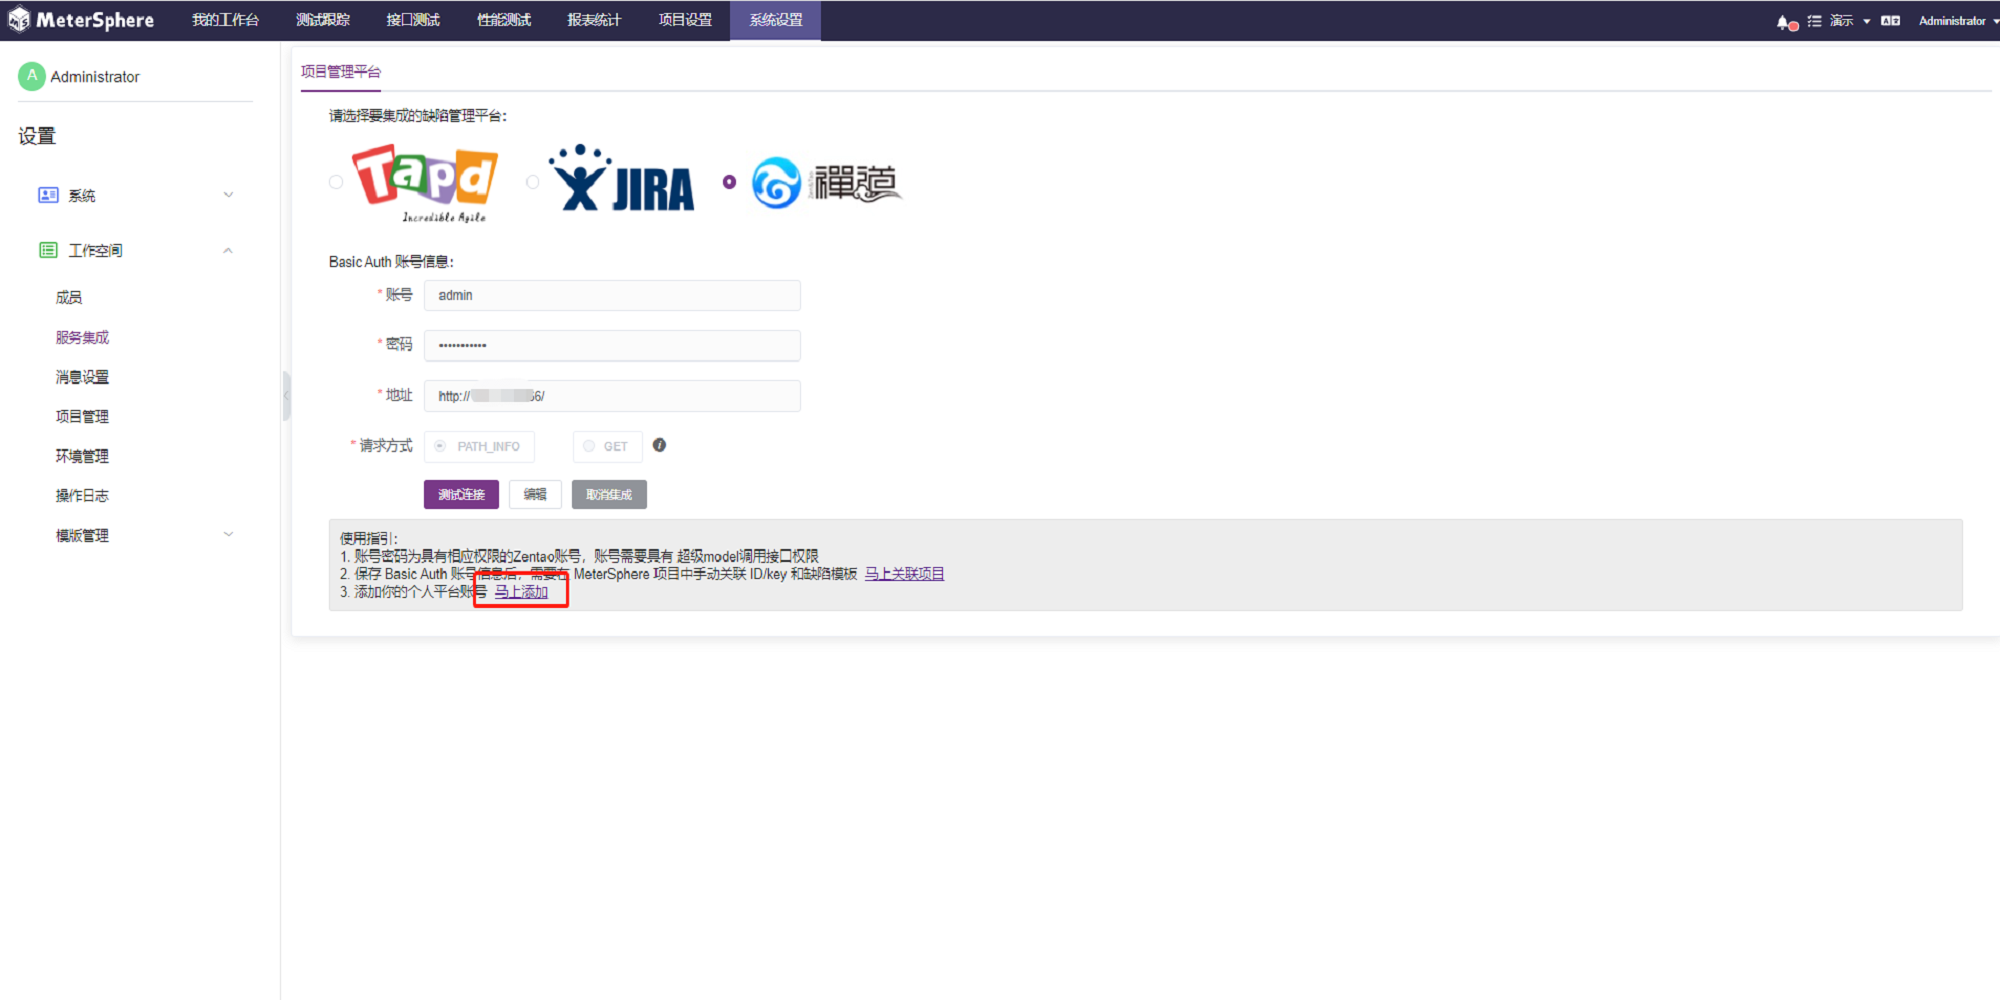 MeterSphere 我的工作台 测试跟踪 接口测试 性能测试 报表统计 项目设置 系统设置 演示 Administrator
A Administrator
设置
系统
工作空间
成员
服务集成
消息设置
项目管理
环境管理
操作日志
模版管理
项目管理平台
请选择要集成的缺陷管理平台:
Tapd
Incredible Agile
JIRA
禪道
Basic Auth 账号信息:
* 账号 admin
* 密码 •••••••••••
* 地址 http:// 66/
* 请求方式 PATH_INFO GET
测试连接 编辑 取消集成
使用指引:
1. 账号密码为具有相应权限的Zentao账号，账号需要具有 超级model调用接口权限
2. 保存 Basic Auth 账号信息后，需要在 MeterSphere 项目中手动关联 ID/key 和缺陷模板 马上关联项目
3. 添加你的个人平台账号 马上添加